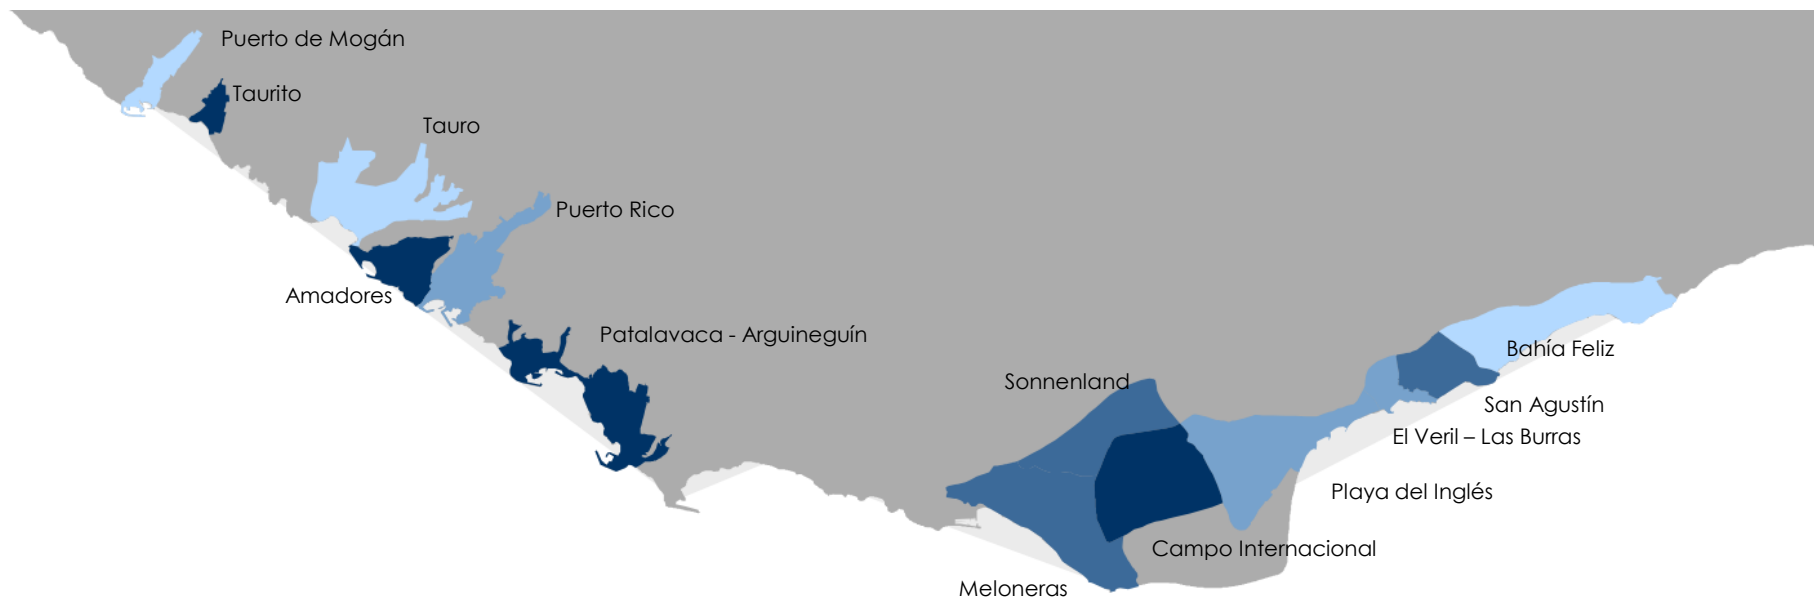 Puerto de Mogán
Taurito
Tauro
Puerto Rico
Amadores
Patalavaca - Arguineguín
Bahía Feliz
Sonnenland
San Agustín
El Veril – Las Burras
Playa del Inglés
Campo Internacional
Meloneras